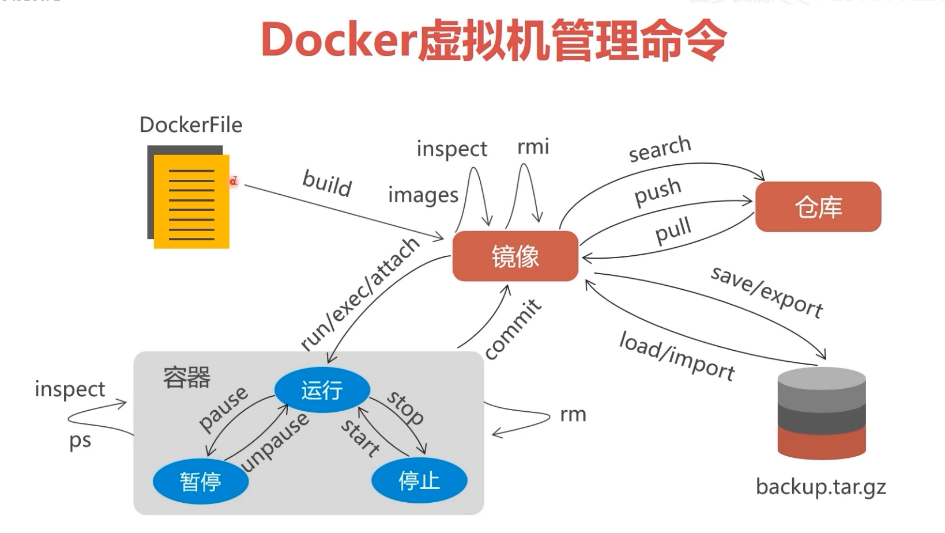 Docker虚拟机管理命令
DockerFile
build
inspect
images
rmi
search
push
pull
仓库
镜像
run/exec/attach
commit
save/export
load/import
backup.tar.gz
容器
运行
pause
unpause
stop
start
暂停
停止
inspect
ps
rm